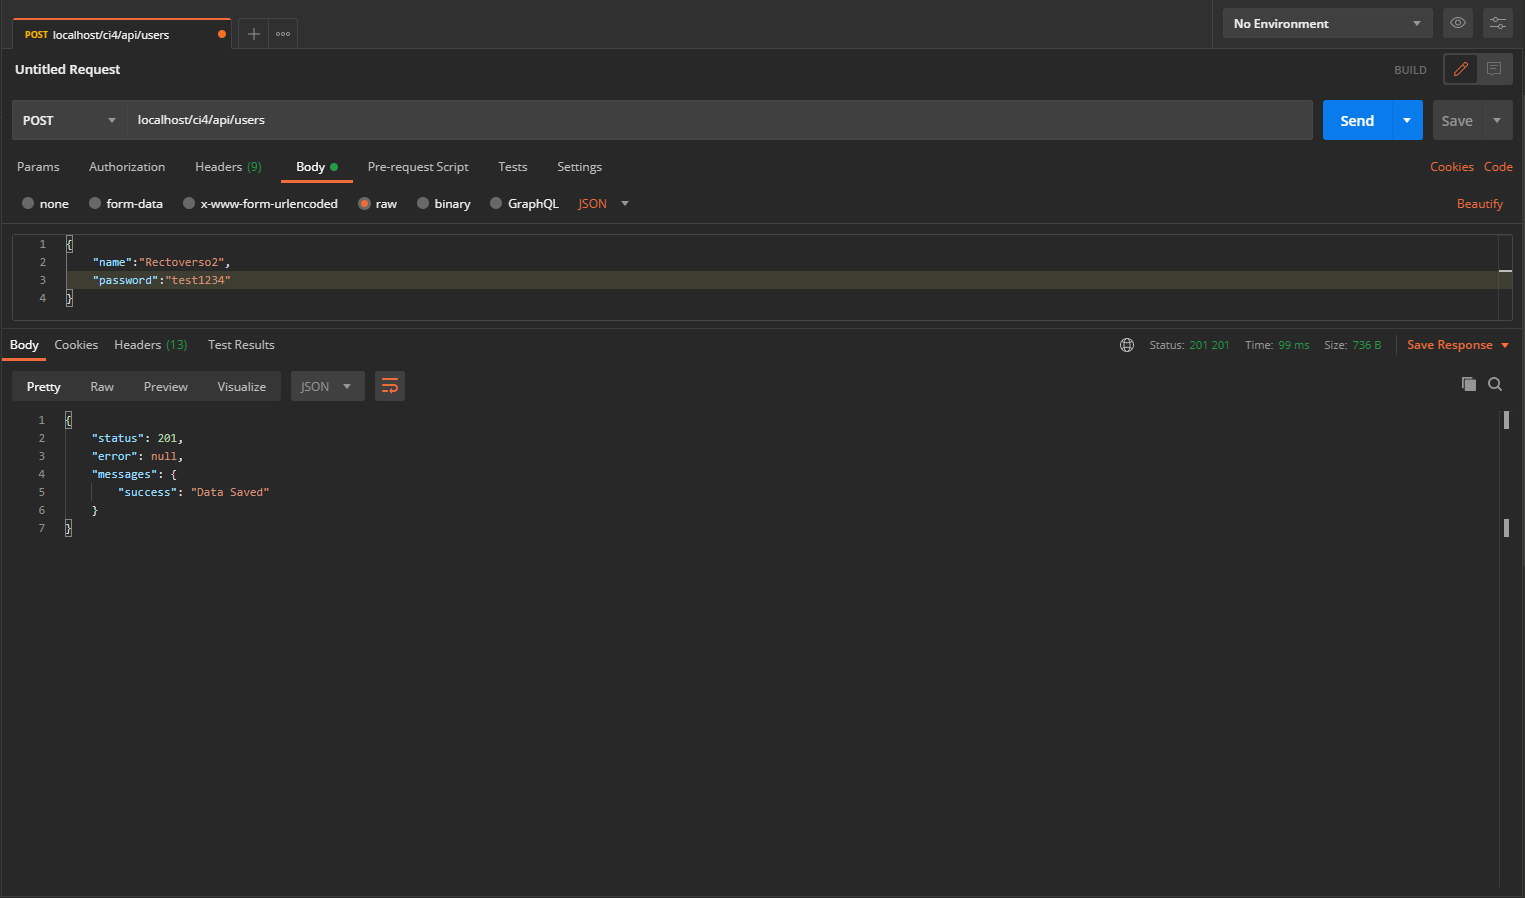 POST localhost/ci4/api/users
No Environment
Untitled Request
BUILD
POST localhost/ci4/api/users Send Save
Params Authorization Headers (9) Body Pre-request Script Tests Settings Cookies Code
none form-data x-www-form-urlencoded raw binary GraphQL JSON Beautify
1 {
2 "name":"Rectoverso2",
3 "password":"test1234"
4 }
Body Cookies Headers (13) Test Results Status: 201 201 Time: 99 ms Size: 736 B Save Response
Pretty Raw Preview Visualize JSON
1 {
2 "status": 201,
3 "error": null,
4 "messages": {
5 "success": "Data Saved"
6 }
7 }